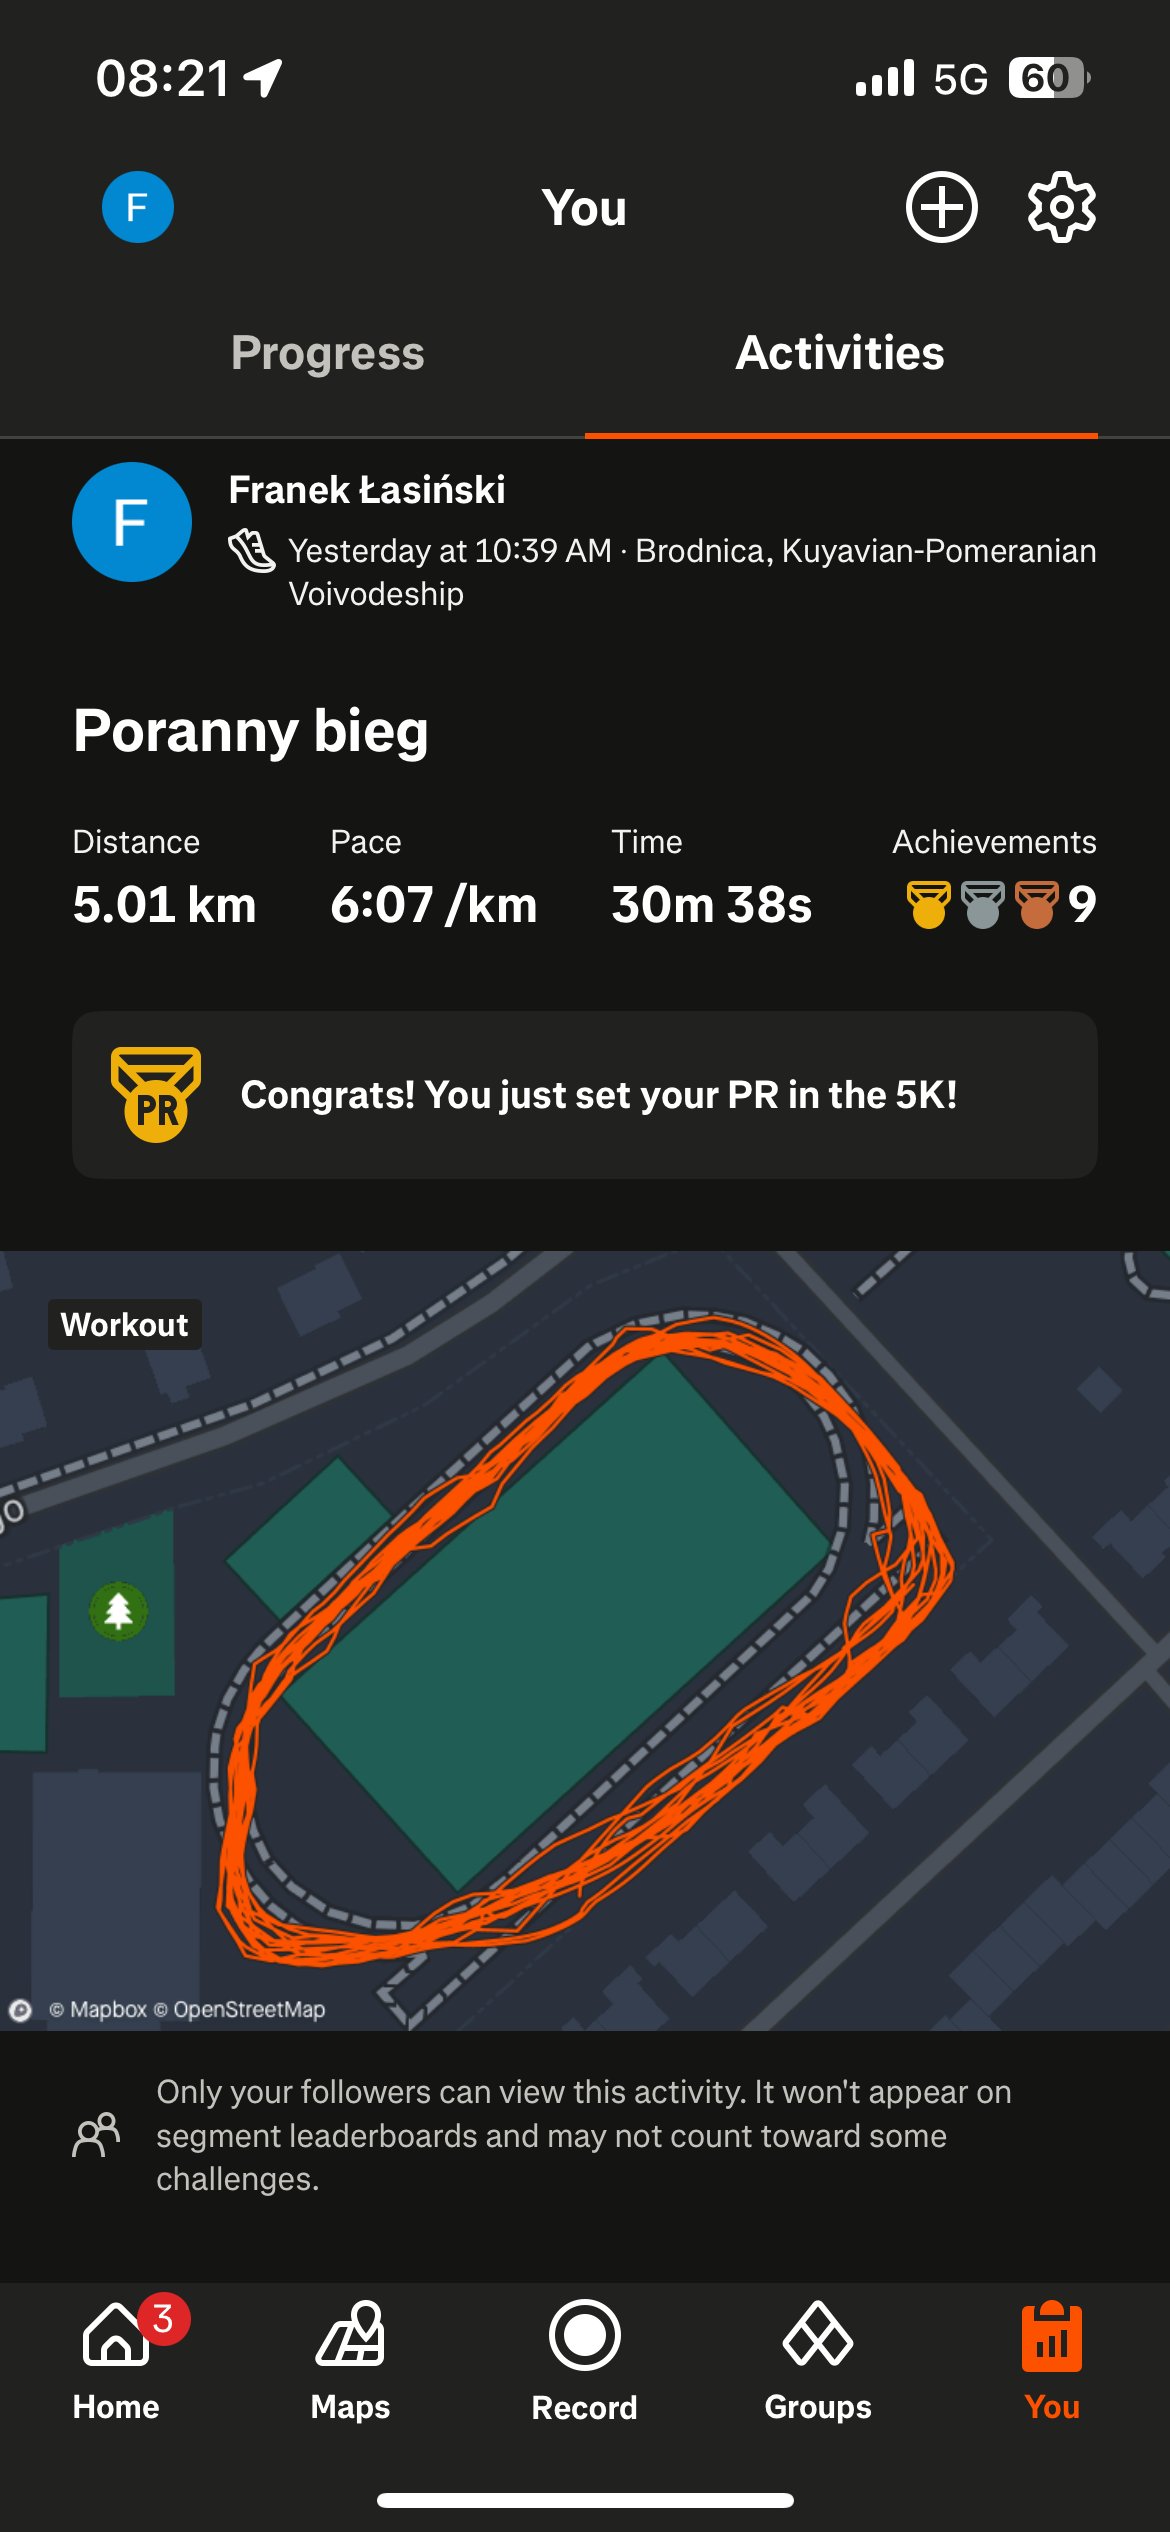 08:21
5G 60
F
You
Progress
Activities
F
Franek Łasiński
Yesterday at 10:39 AM · Brodnica, Kuyavian-Pomeranian
Voivodeship
Poranny bieg
Distance
Pace
Time
Achievements
5.01 km
6:07 /km
30m 38s
9
PR
Congrats! You just set your PR in the 5K!
Workout
© Mapbox © OpenStreetMap
Only your followers can view this activity. It won't appear on
segment leaderboards and may not count toward some
challenges.
3
Home
Maps
Record
Groups
You